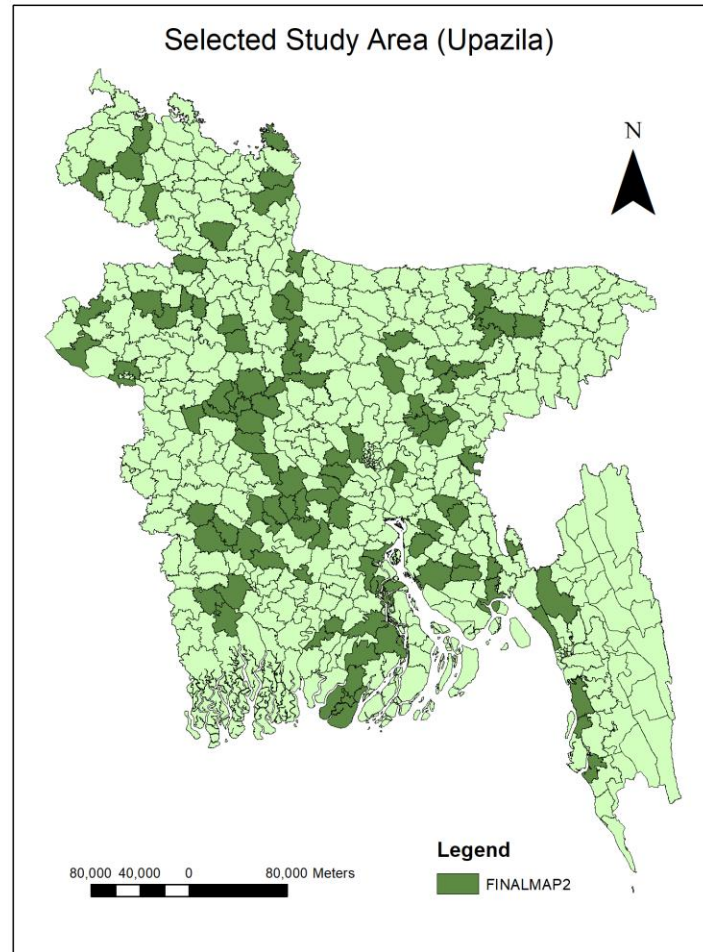 Selected Study Area (Upazila)
N
80,000 40,000 0 80,000 Meters
Legend
FINALMAP2